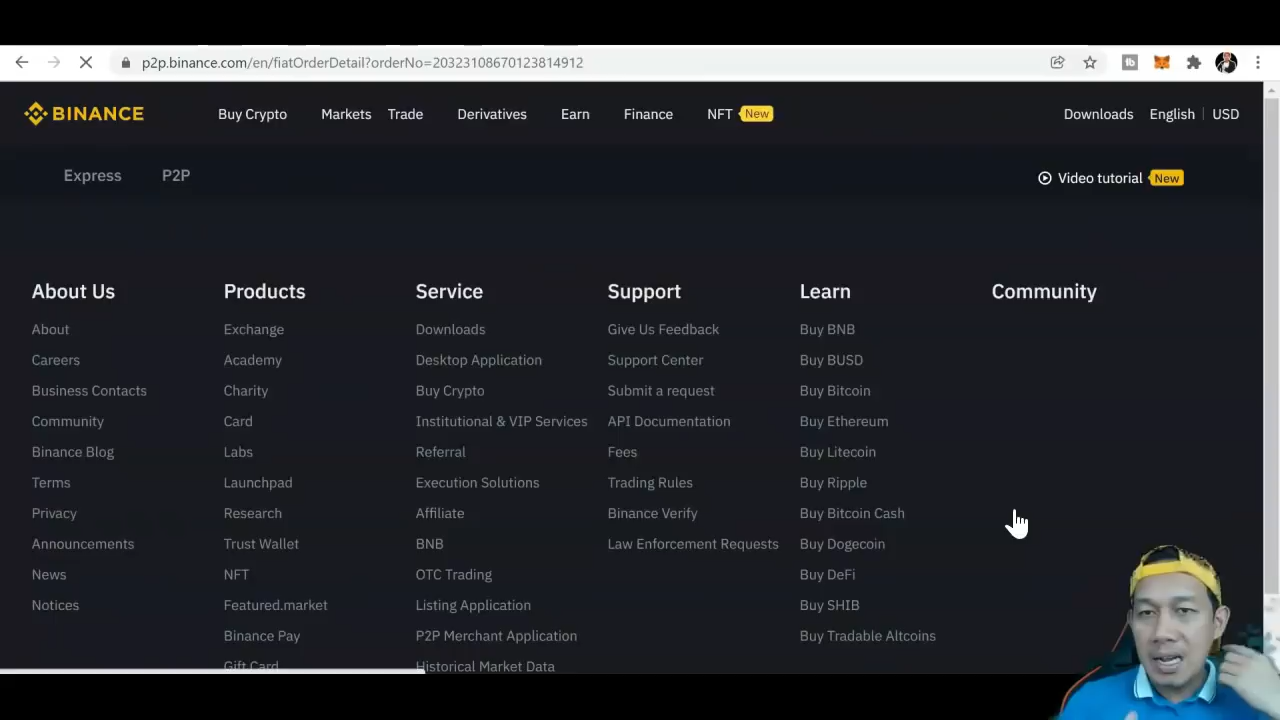 p2p.binance.com/en/fiatOrderDetail?orderNo=20323108670123814912
BINANCE Buy Crypto Markets Trade Derivatives Earn Finance NFT New Downloads English USD
Express P2P Video tutorial New
About Us
About
Careers
Business Contacts
Community
Binance Blog
Terms
Privacy
Announcements
News
Notices
Products
Exchange
Academy
Charity
Card
Labs
Launchpad
Research
Trust Wallet
NFT
Featured.market
Binance Pay
Gift Card
Service
Downloads
Desktop Application
Buy Crypto
Institutional & VIP Services
Referral
Execution Solutions
Affiliate
BNB
OTC Trading
Listing Application
P2P Merchant Application
Historical Market Data
Support
Give Us Feedback
Support Center
Submit a request
API Documentation
Fees
Trading Rules
Binance Verify
Law Enforcement Requests
Learn
Buy BNB
Buy BUSD
Buy Bitcoin
Buy Ethereum
Buy Litecoin
Buy Ripple
Buy Bitcoin Cash
Buy Dogecoin
Buy DeFi
Buy SHIB
Buy Tradable Altcoins
Community